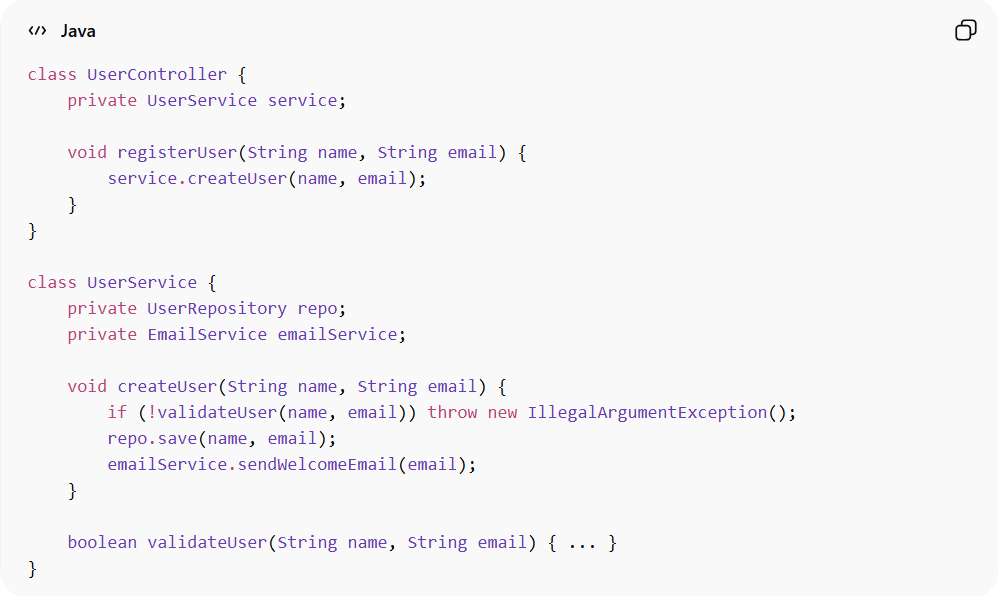 </> Java
class UserController {
    private UserService service;
    void registerUser(String name, String email) {
        service.createUser(name, email);
    }
}
class UserService {
    private UserRepository repo;
    private EmailService emailService;
    void createUser(String name, String email) {
        if (!validateUser(name, email)) throw new IllegalArgumentException();
        repo.save(name, email);
        emailService.sendWelcomeEmail(email);
    }
    boolean validateUser(String name, String email) { ... }
}